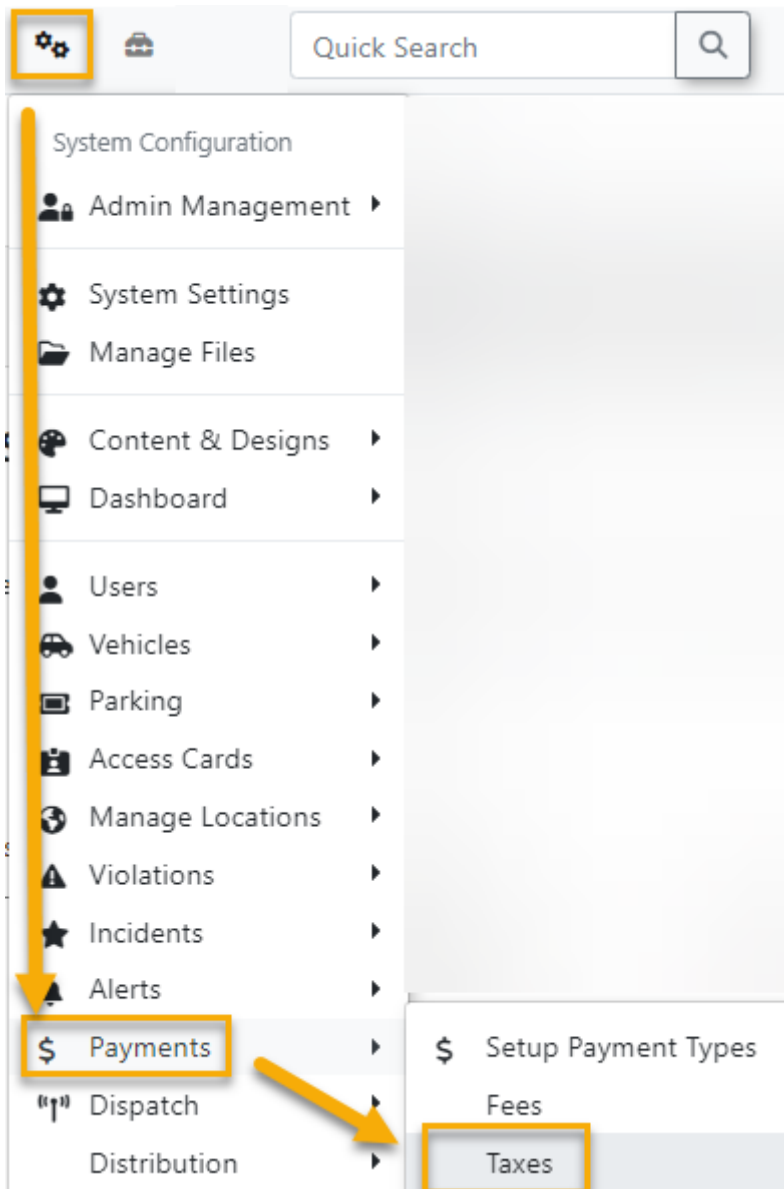 Quick Search
System Configuration
Admin Management
System Settings
Manage Files
Content & Designs
Dashboard
Users
Vehicles
Parking
Access Cards
Manage Locations
Violations
Incidents
Alerts
$ Payments
$ Setup Payment Types
Dispatch
Fees
Distribution
Taxes